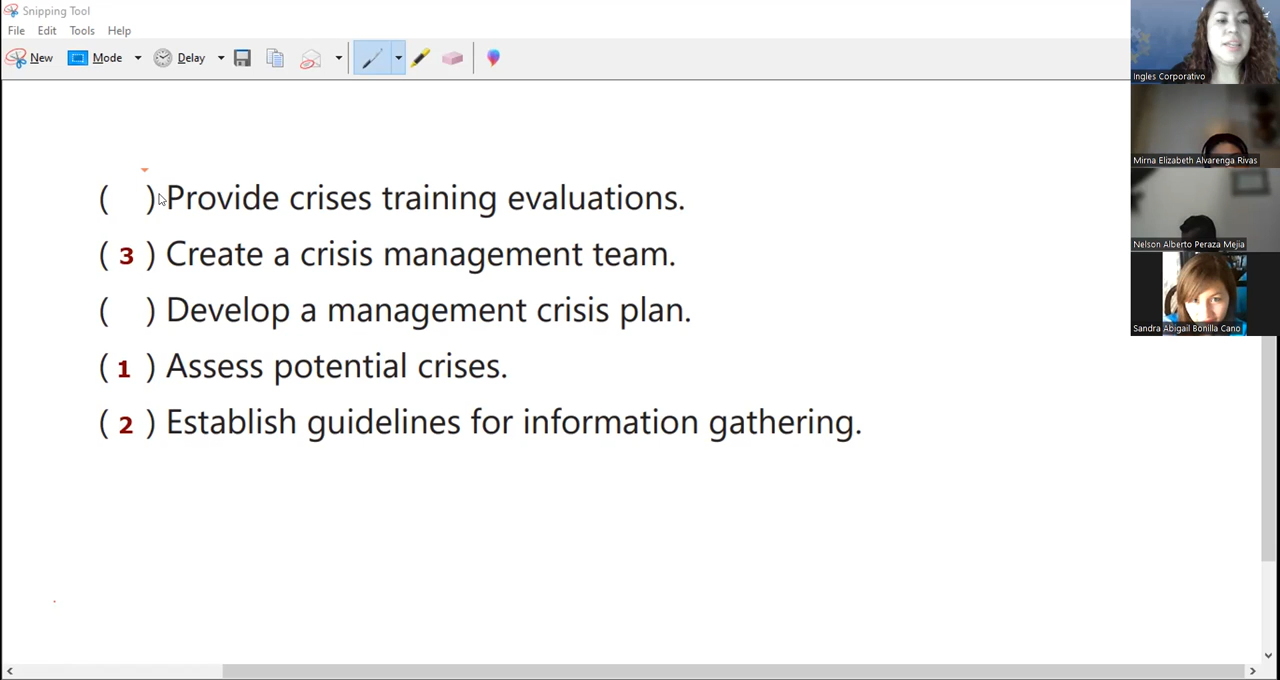 Snipping Tool
File Edit Tools Help
New Mode Delay
( ) Provide crises training evaluations.
( 3 ) Create a crisis management team.
( ) Develop a management crisis plan.
( 1 ) Assess potential crises.
( 2 ) Establish guidelines for information gathering.
Ingles Corporativo
Mirna Elizabeth Alvarenga Rivas
Nelson Alberto Peraza Mejia
Sandra Abigail Bonilla Cano